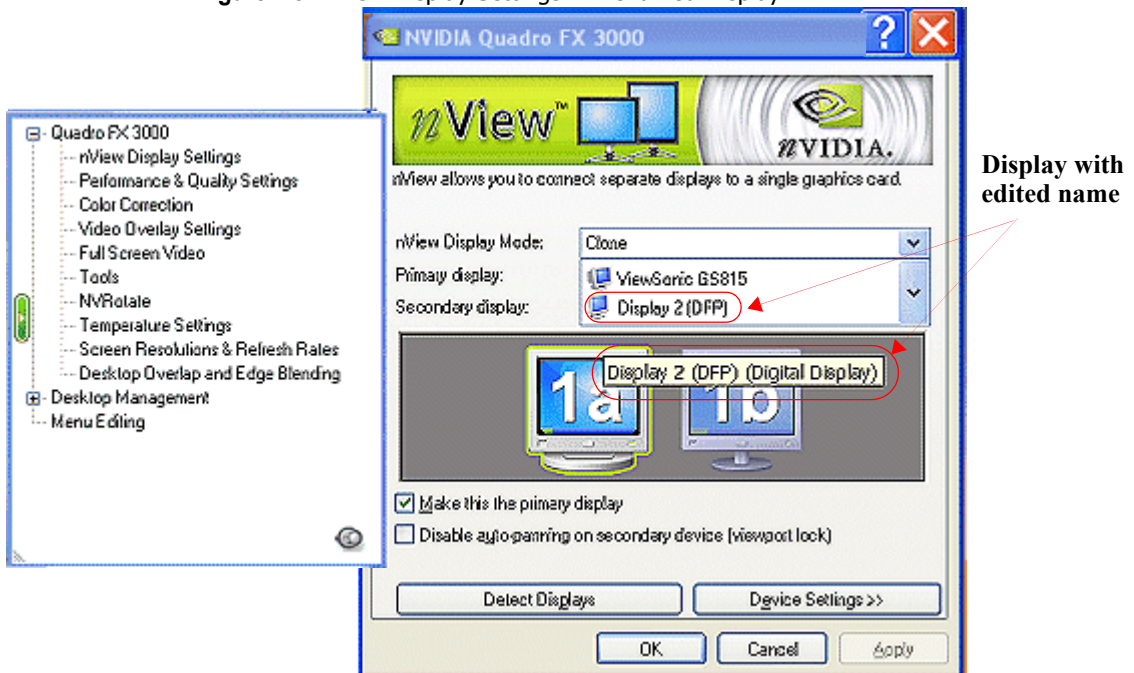 NVIDIA Quadro FX 3000
?
nView™
nVIDIA.
nView allows you to connect separate displays to a single graphics card.
Quadro FX 3000
nView Display Settings
Performance & Quality Settings
Color Correction
Video Overlay Settings
Full Screen Video
Tools
NVRotate
Temperature Settings
Screen Resolutions & Refresh Rates
Desktop Overlap and Edge Blending
Desktop Management
Menu Editing
nView Display Mode: Clone
Primary display: ViewSonic GS815
Secondary display: Display 2 (DFP)
Display 2 (DFP) (Digital Display)
1a 1b
Make this the primary display
Disable auto-panning on secondary device (viewport lock)
Detect Displays Device Settings >>
OK Cancel Apply
Display with
edited name